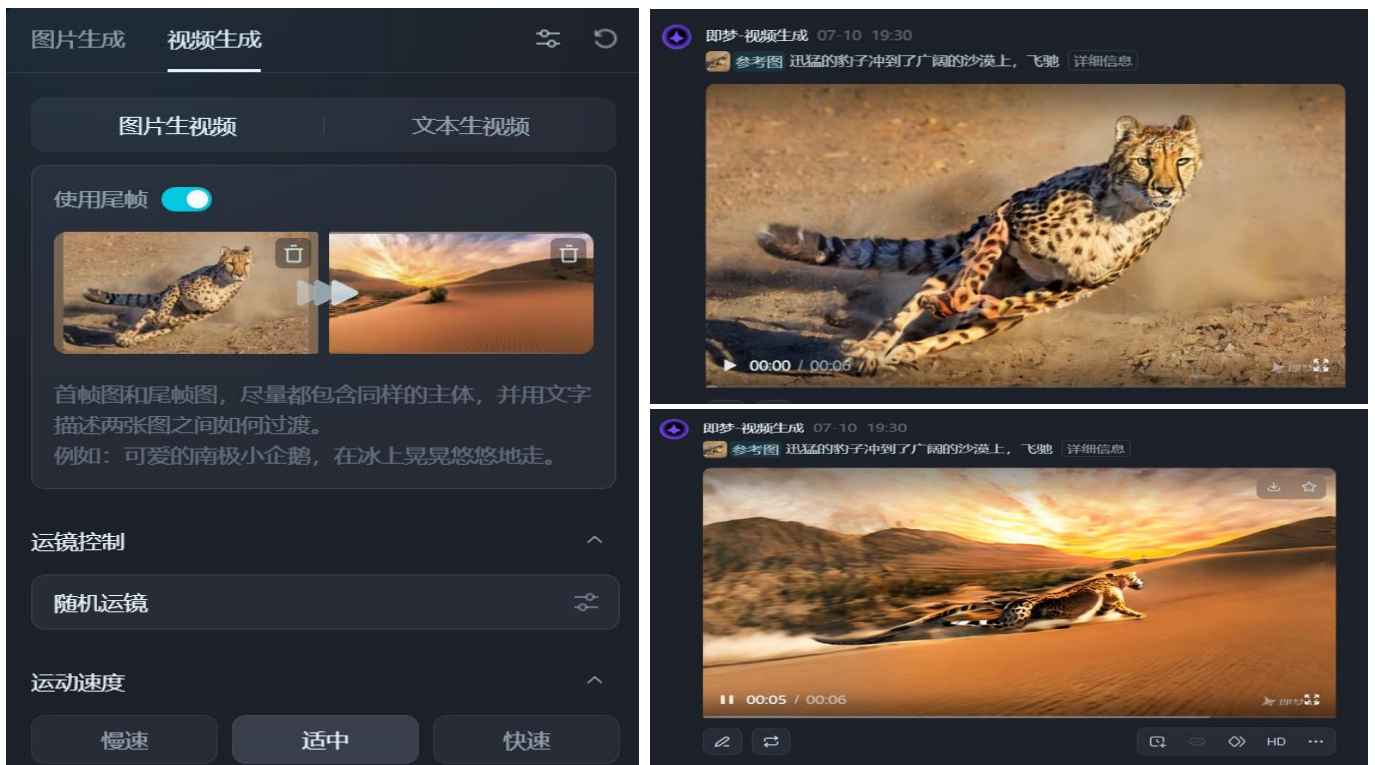 图片生成 视频生成
图片生视频 文本生视频
使用尾帧
首帧图和尾帧图，尽量都包含同样的主体，并用文字
描述两张图之间如何过渡。
例如：可爱的南极小企鹅，在冰上晃晃悠悠地走。
运镜控制
随机运镜
运动速度
慢速 适中 快速
即梦-视频生成 07-10 19:30
参考图 迅猛的豹子冲到了广阔的沙漠上，飞驰 详细信息
00:00 / 00:06
即梦-视频生成 07-10 19:30
参考图 迅猛的豹子冲到了广阔的沙漠上，飞驰 详细信息
00:05 / 00:06
HD